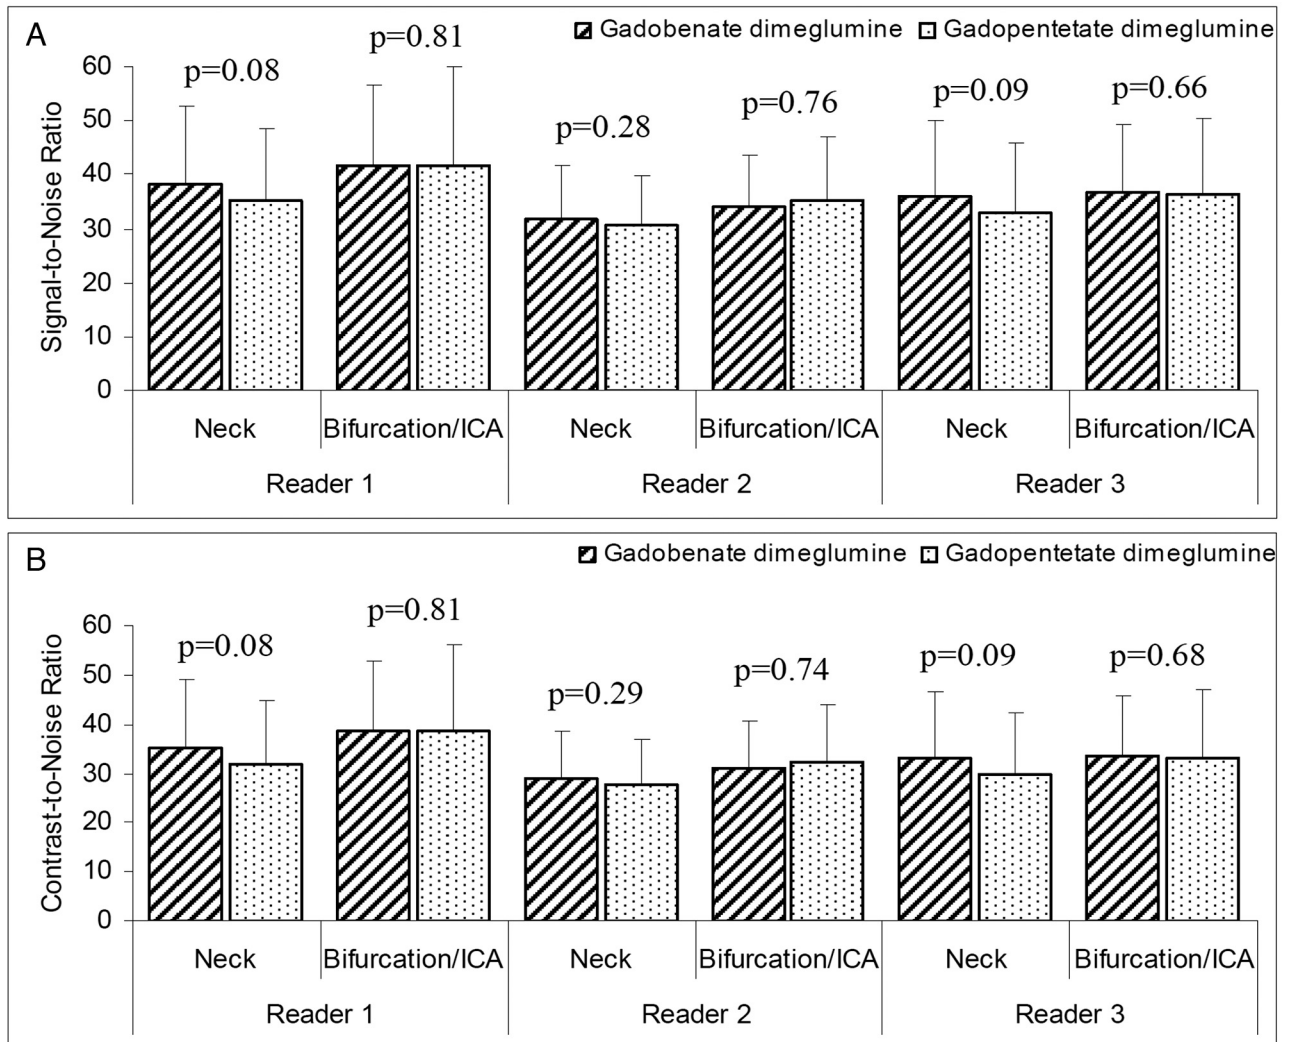 A
Gadobenate dimeglumine Gadopentetate dimeglumine
p=0.08 p=0.81 p=0.28 p=0.76 p=0.09 p=0.66
Signal-to-Noise Ratio
60
50
40
30
20
10
0
Neck Bifurcation/ICA Neck Bifurcation/ICA Neck Bifurcation/ICA
Reader 1 Reader 2 Reader 3
B
Gadobenate dimeglumine Gadopentetate dimeglumine
p=0.08 p=0.81 p=0.29 p=0.74 p=0.09 p=0.68
Contrast-to-Noise Ratio
60
50
40
30
20
10
0
Neck Bifurcation/ICA Neck Bifurcation/ICA Neck Bifurcation/ICA
Reader 1 Reader 2 Reader 3